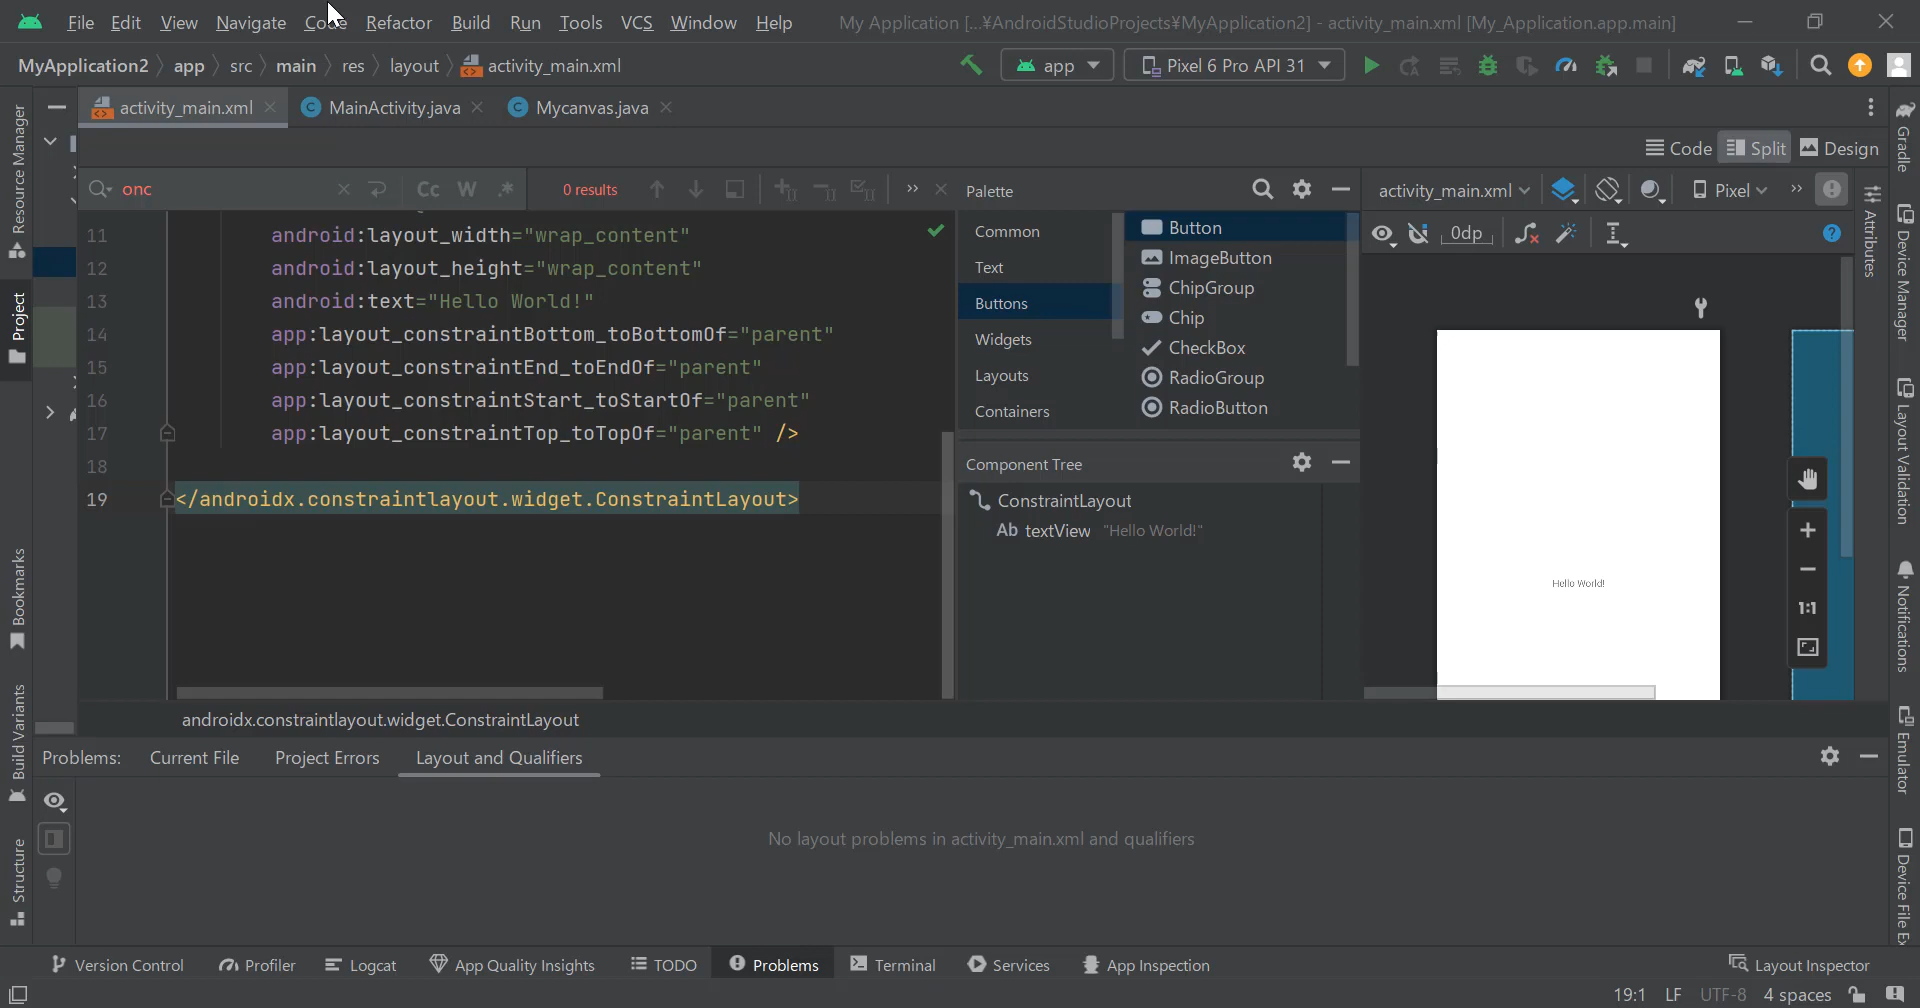 File Edit View Navigate Code Refactor Build Run Tools VCS Window Help My Application [...¥AndroidStudioProjects¥MyApplication2] - activity_main.xml [My_Application.app.main]
MyApplication2 app src main res layout activity_main.xml app Pixel 6 Pro API 31
activity_main.xml MainActivity.java Mycanvas.java
Code Split Design
onc Cc W .* 0 results
Palette
activity_main.xml Pixel
0dp
Resource Manager
Project
Bookmarks
Build Variants
Structure
11 android:layout_width="wrap_content"
12 android:layout_height="wrap_content"
13 android:text="Hello World!"
14 app:layout_constraintBottom_toBottomOf="parent"
15 app:layout_constraintEnd_toEndOf="parent"
16 app:layout_constraintStart_toStartOf="parent"
17 app:layout_constraintTop_toTopOf="parent" />
18
19 </androidx.constraintlayout.widget.ConstraintLayout>
androidx.constraintlayout.widget.ConstraintLayout
Common
Text
Buttons
Widgets
Layouts
Containers
Button
ImageButton
ChipGroup
Chip
CheckBox
RadioGroup
RadioButton
Component Tree
ConstraintLayout
Ab textView "Hello World!"
Hello World!
1:1
Attributes
Gradle
Device Manager
Layout Validation
Notifications
Emulator
Device File Ex
Problems: Current File Project Errors Layout and Qualifiers
No layout problems in activity_main.xml and qualifiers
Version Control Profiler Logcat App Quality Insights TODO Problems Terminal Services App Inspection Layout Inspector
19:1 LF UTF-8 4 spaces